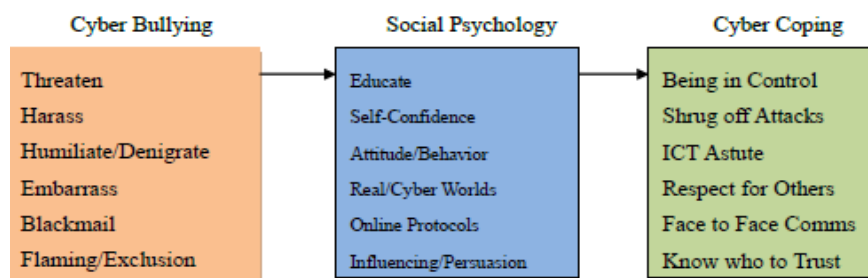 Cyber Bullying
Threaten
Harass
Humiliate/Denigrate
Embarrass
Blackmail
Flaming/Exclusion
Social Psychology
Educate
Self-Confidence
Attitude/Behavior
Real/Cyber Worlds
Online Protocols
Influencing/Persuasion
Cyber Coping
Being in Control
Shrug off Attacks
ICT Astute
Respect for Others
Face to Face Comms
Know who to Trust